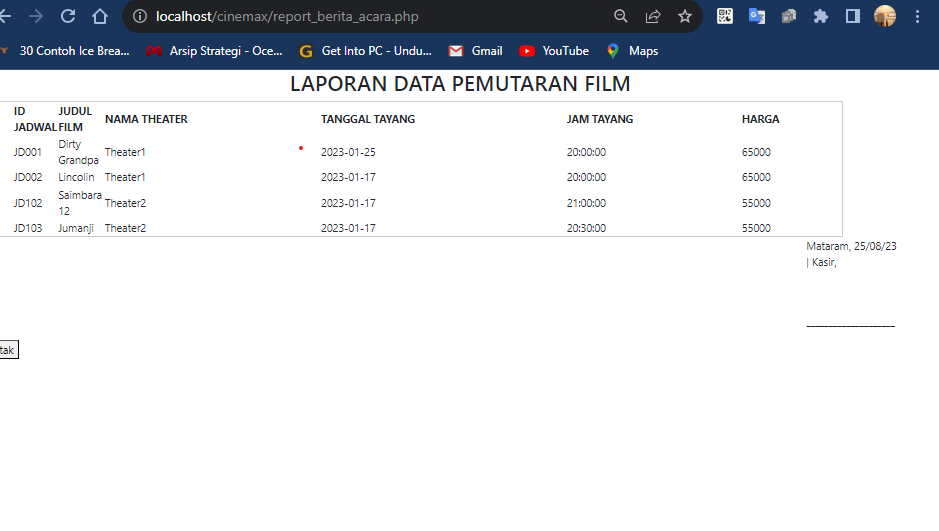 localhost/cinemax/report_berita_acara.php
30 Contoh Ice Brea... Arsip Strategi - Oce... Get Into PC - Undu... Gmail YouTube Maps
LAPORAN DATA PEMUTARAN FILM
ID JADWAL JUDUL FILM NAMA THEATER TANGGAL TAYANG JAM TAYANG HARGA
JD001 Dirty Grandpa Theater1 2023-01-25 20:00:00 65000
JD002 Lincolin Theater1 2023-01-17 20:00:00 65000
JD102 Saimbara 12 Theater2 2023-01-17 21:00:00 55000
JD103 Jumanji Theater2 2023-01-17 20:30:00 55000
Mataram, 25/08/23
| Kasir,
____________________
tak